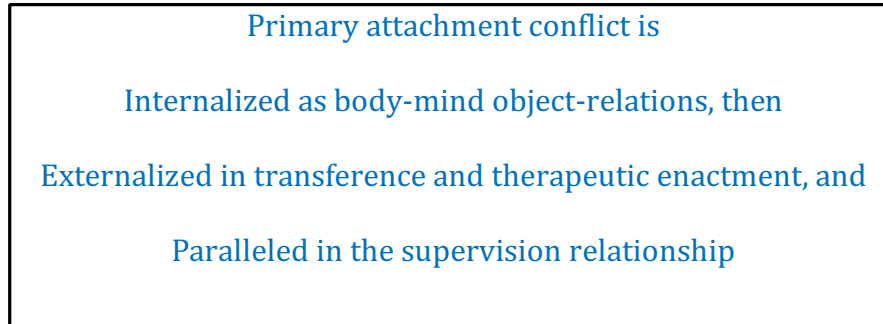 Primary attachment conflict is
Internalized as body-mind object-relations, then
Externalized in transference and therapeutic enactment, and
Paralleled in the supervision relationship